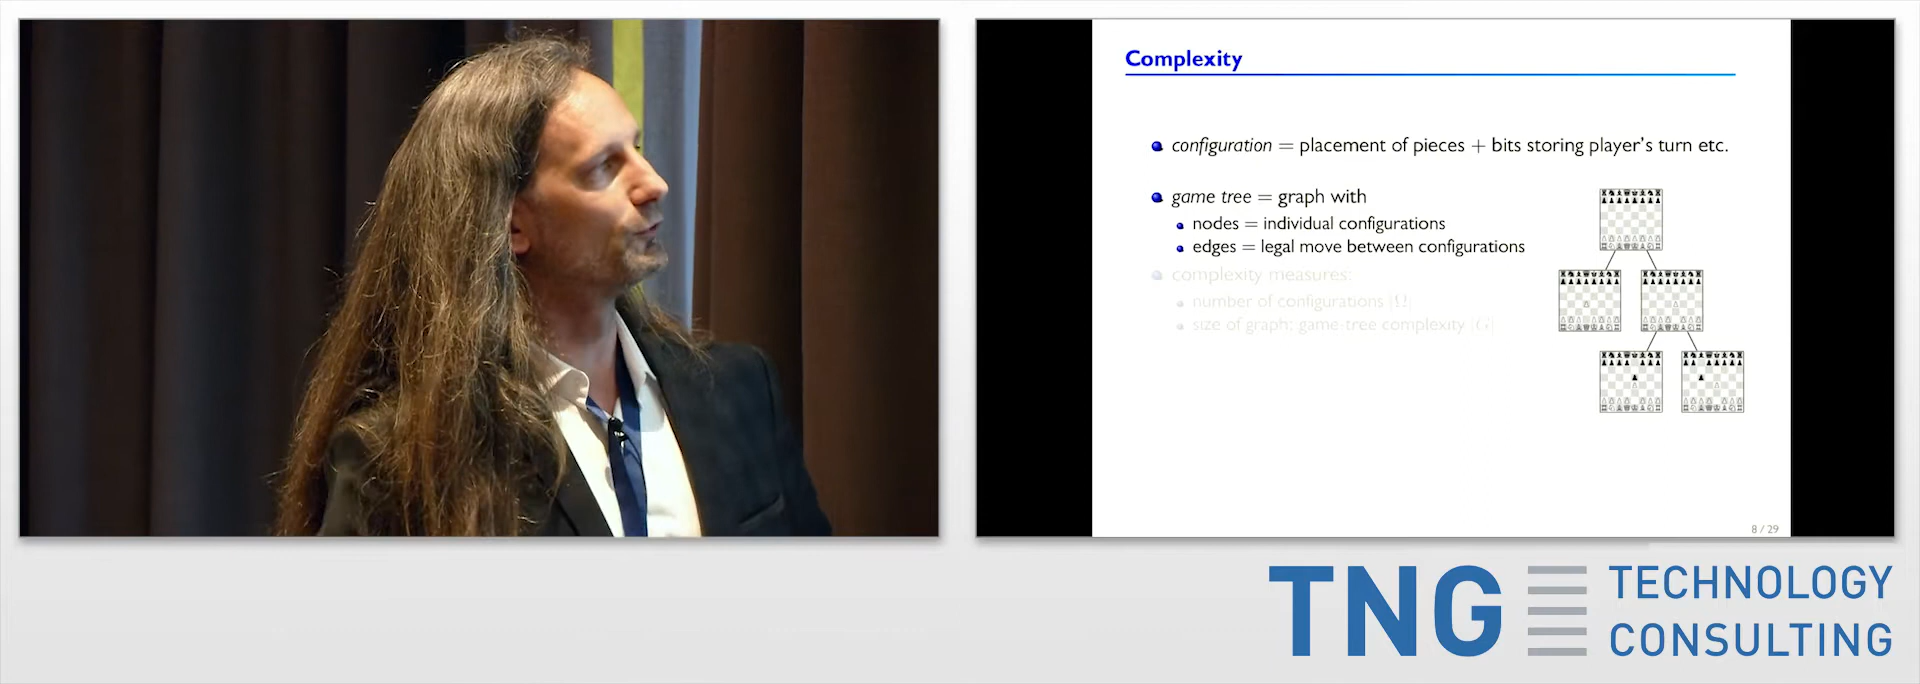 Complexity
configuration = placement of pieces + bits storing player's turn etc.
game tree = graph with
nodes = individual configurations
edges = legal move between configurations
complexity measures:
number of configurations |Ω|
size of graph: game-tree complexity |G|
8 / 29
TNG TECHNOLOGY
CONSULTING